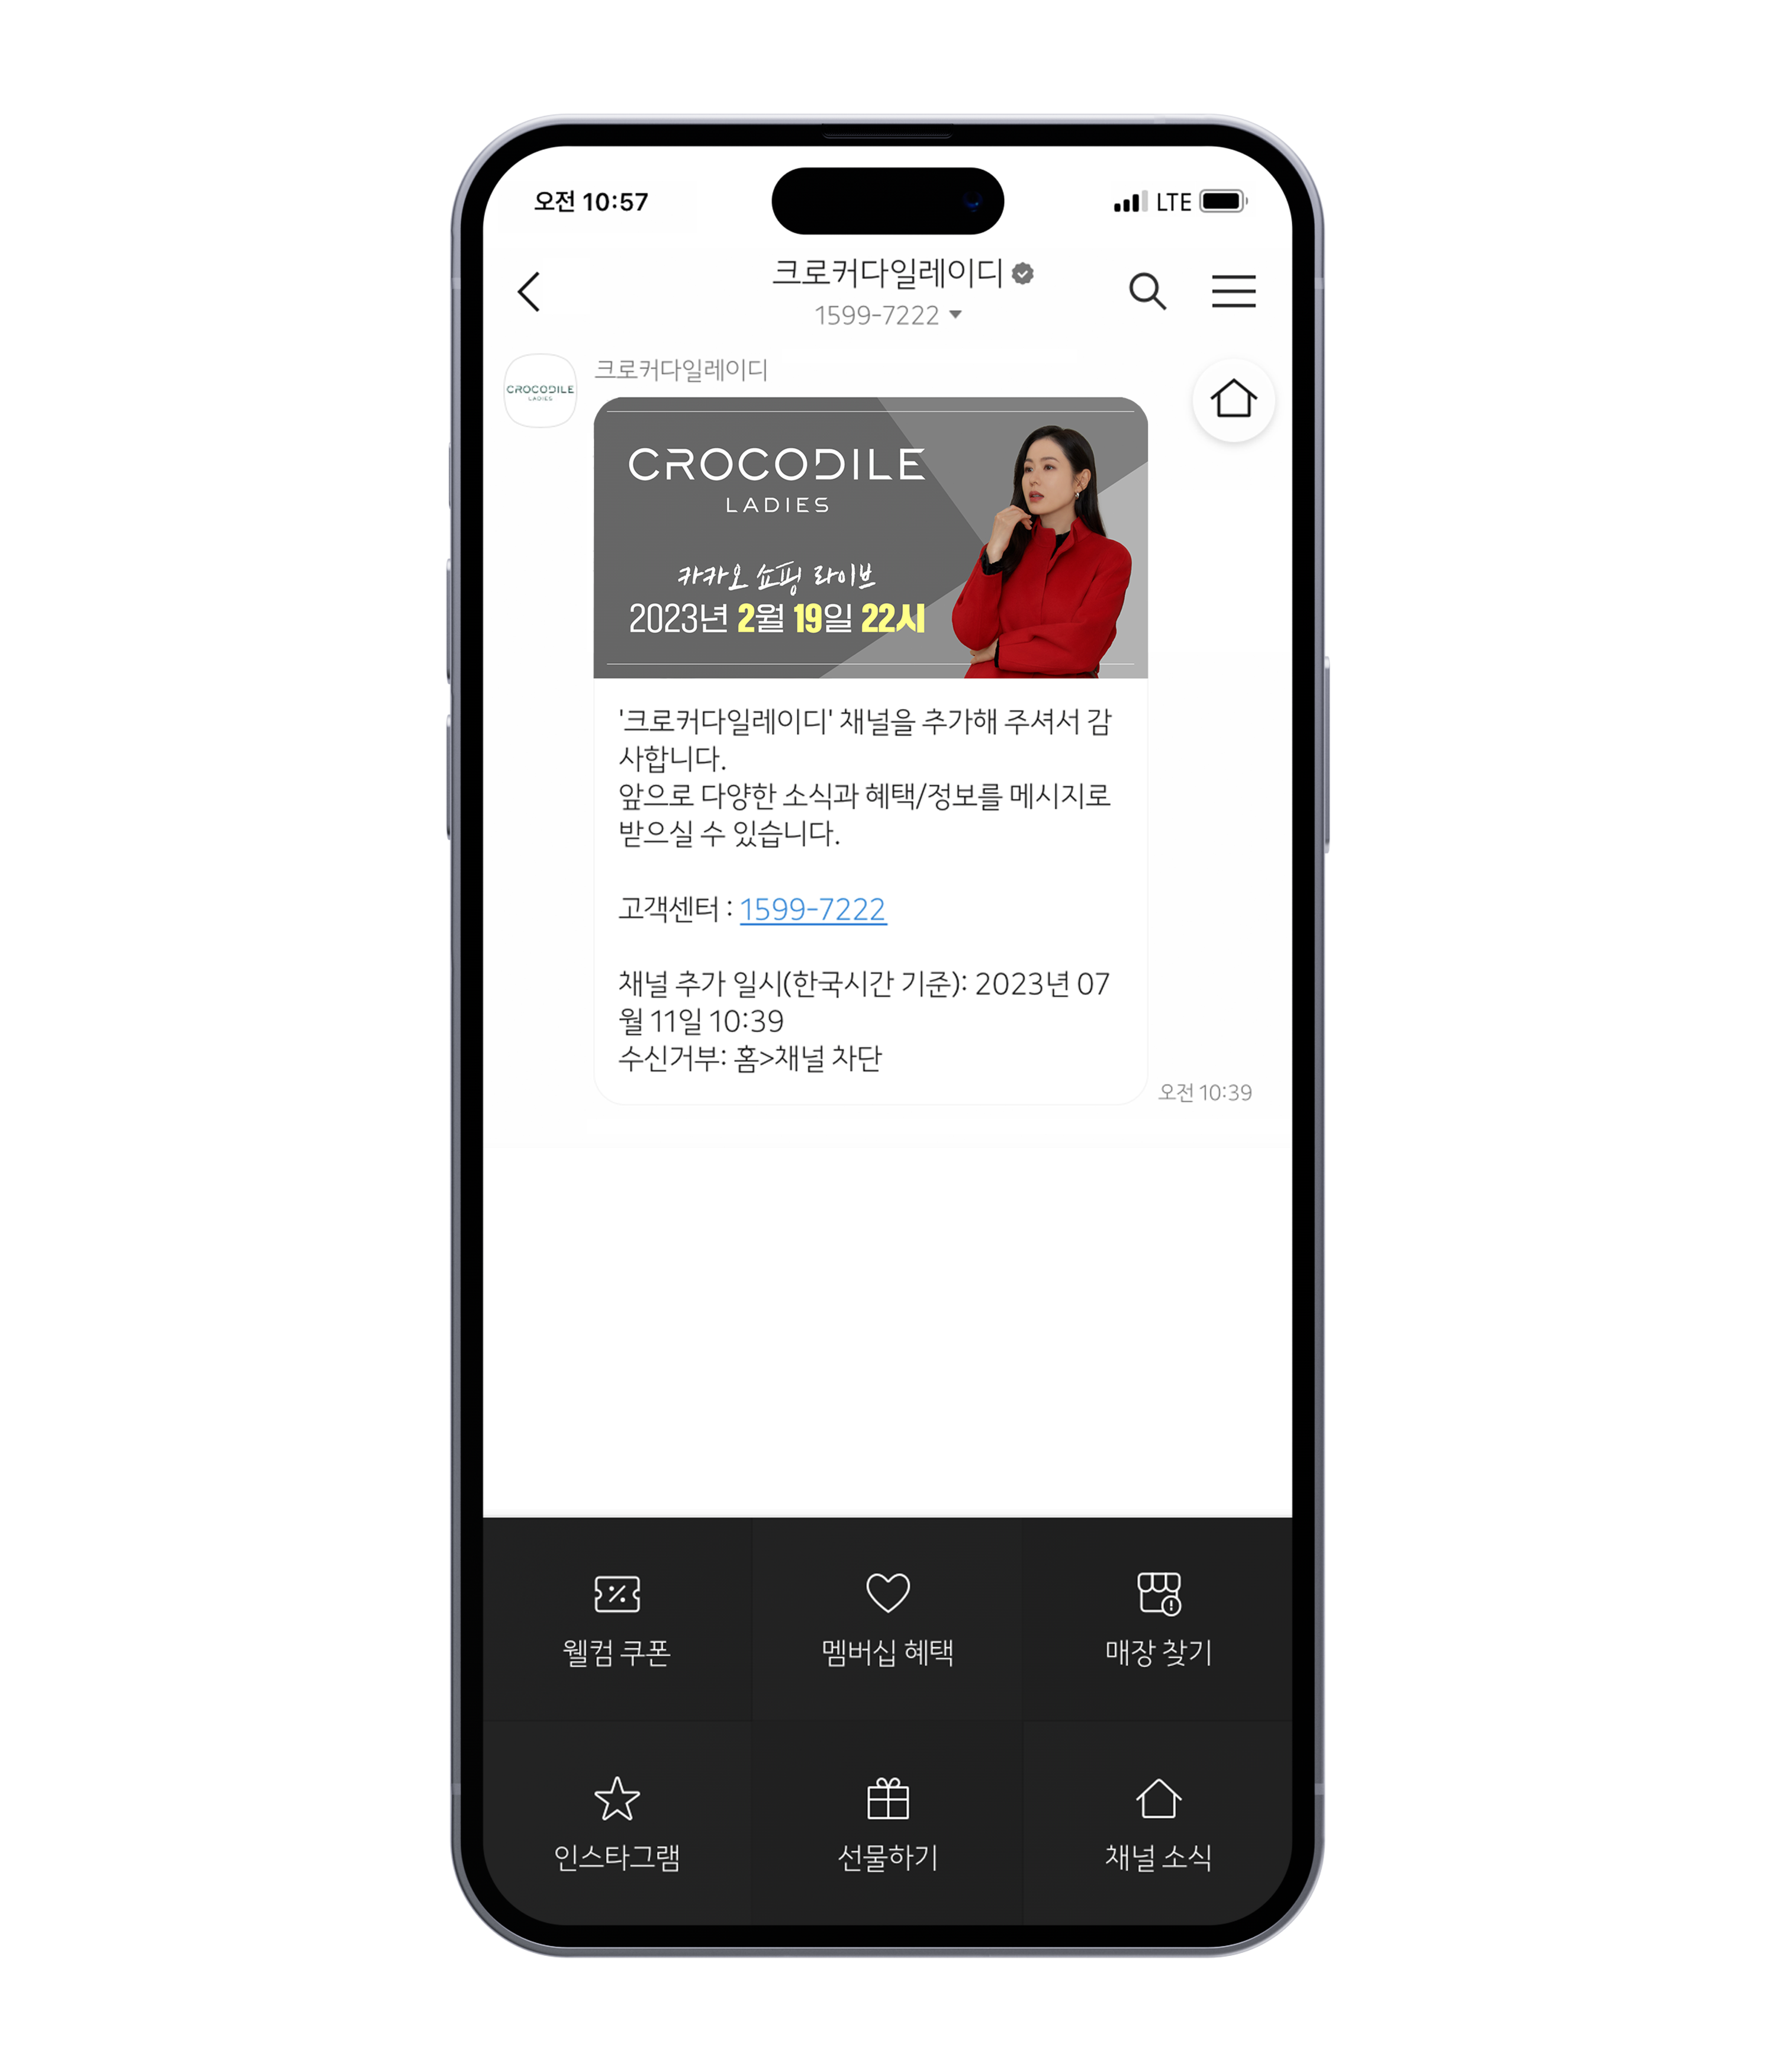 오전 10:57
LTE
크로커다일레이디
1599-7222
CROCODILE
LADIES
크로커다일레이디
CROCODILE
LADIES
카카오 쇼핑 라이브
2023년 2월 19일 22시
'크로커다일레이디' 채널을 추가해 주셔서 감
사합니다.
앞으로 다양한 소식과 혜택/정보를 메시지로
받으실 수 있습니다.
고객센터 : 1599-7222
채널 추가 일시(한국시간 기준): 2023년 07
월 11일 10:39
수신거부: 홈>채널 차단
오전 10:39
웰컴 쿠폰
멤버십 혜택
매장 찾기
인스타그램
선물하기
채널 소식